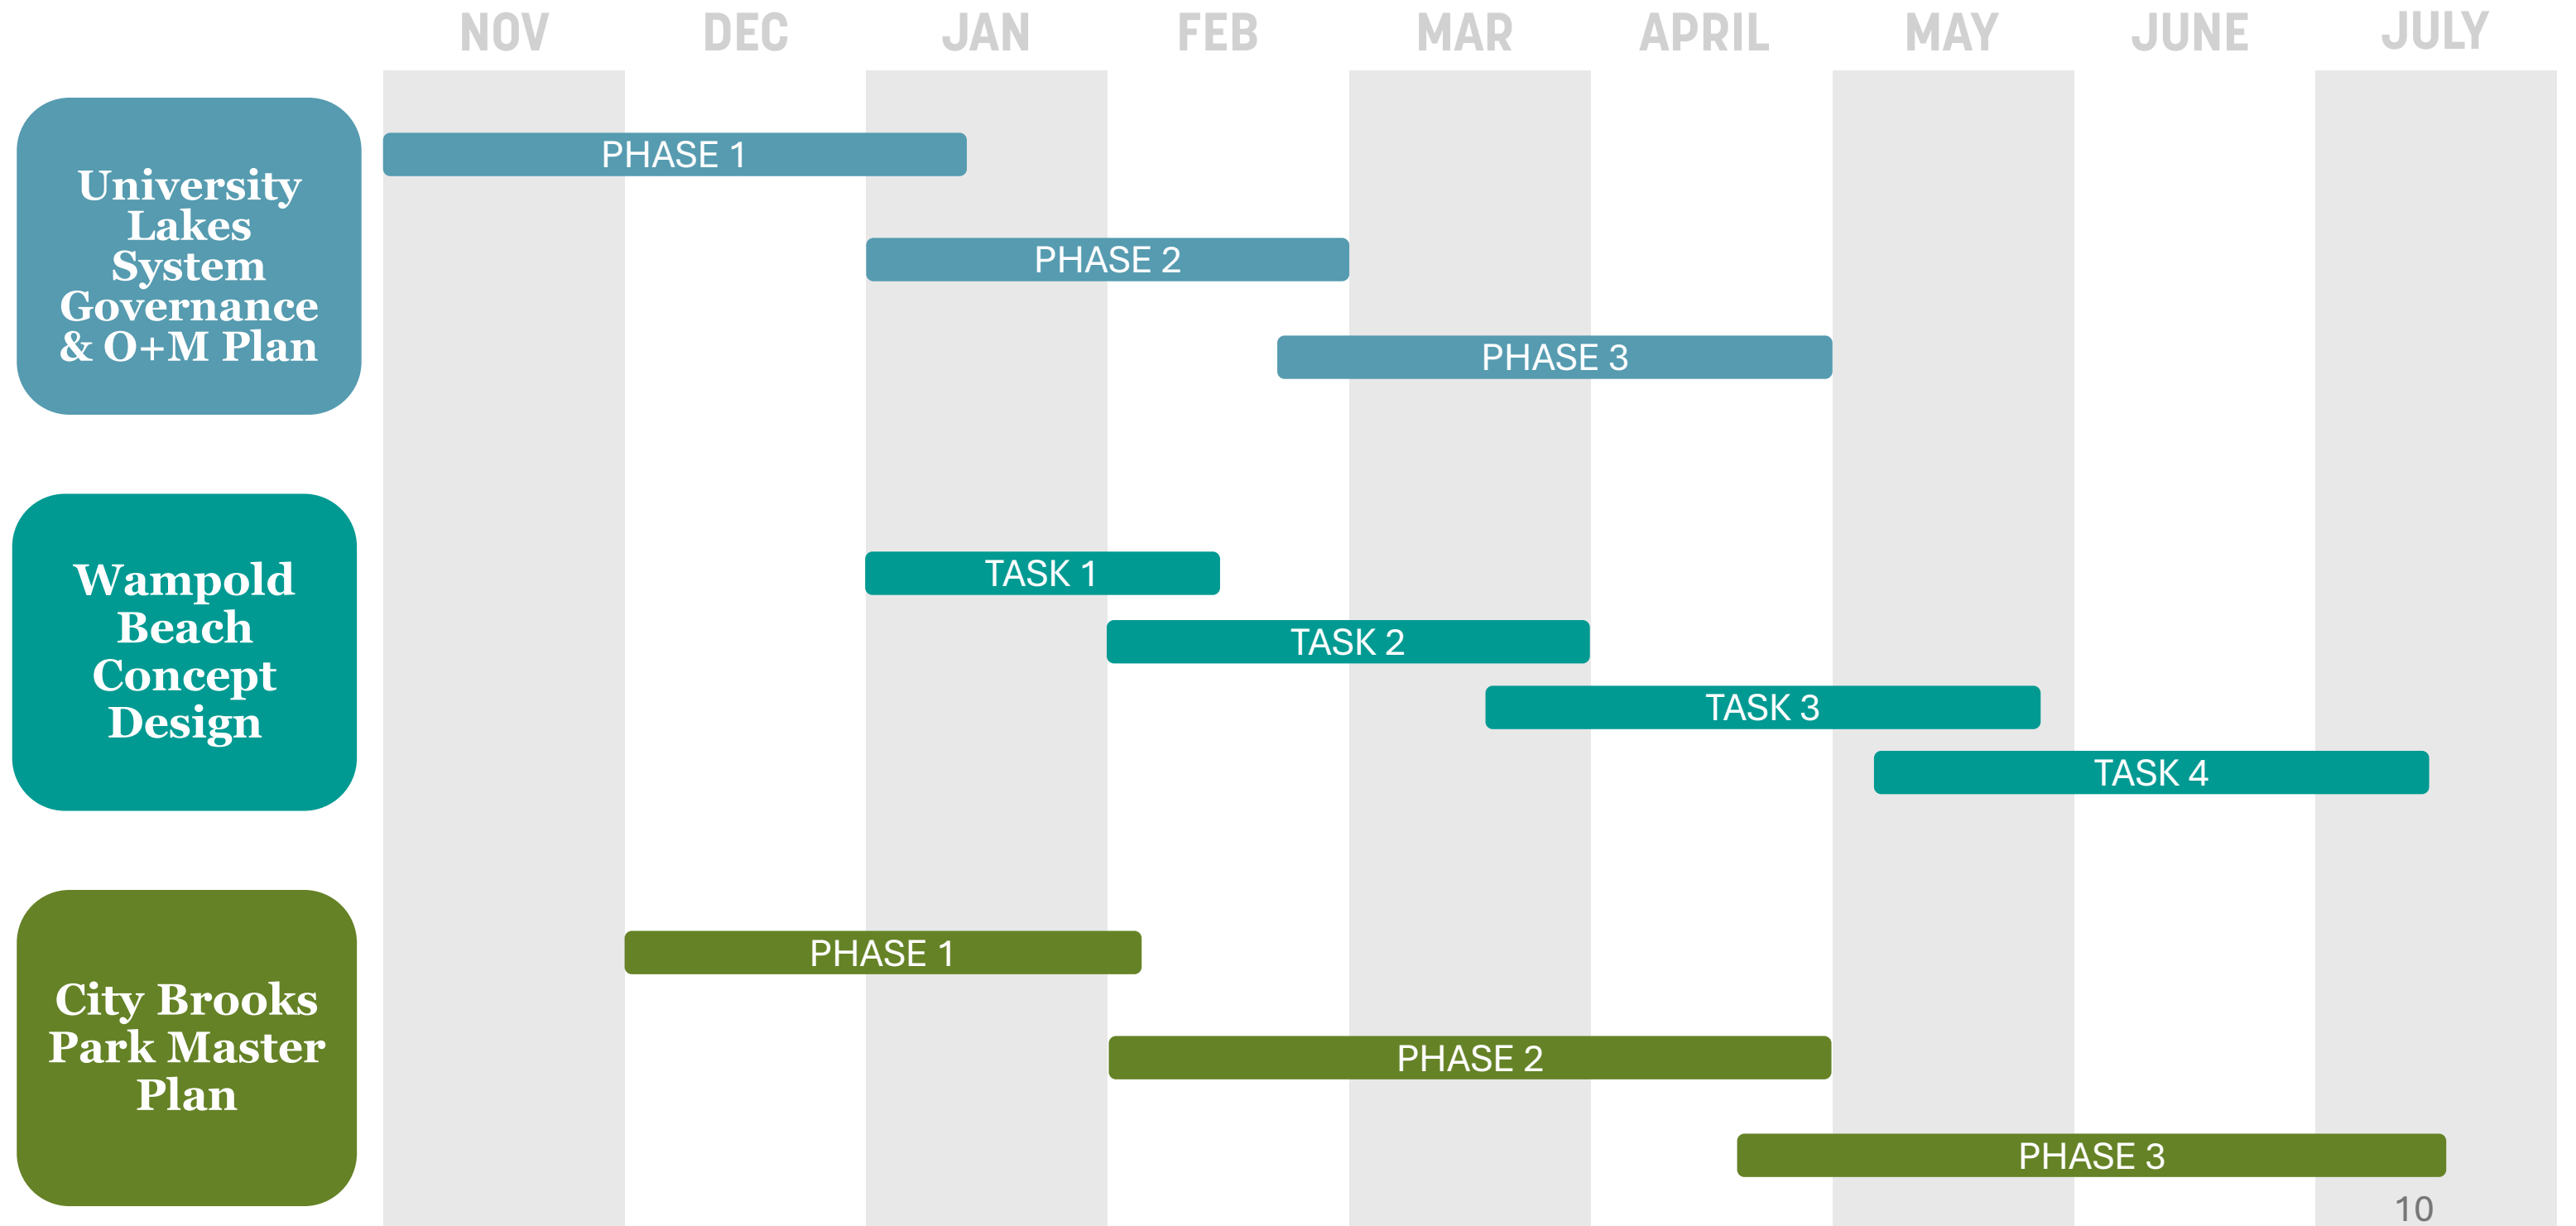 NOV DEC JAN FEB MAR APRIL MAY JUNE JULY
University
Lakes
System
Governance
& O+M Plan
PHASE 1
PHASE 2
PHASE 3
Wampold
Beach
Concept
Design
TASK 1
TASK 2
TASK 3
TASK 4
City Brooks
Park Master
Plan
PHASE 1
PHASE 2
PHASE 3
10